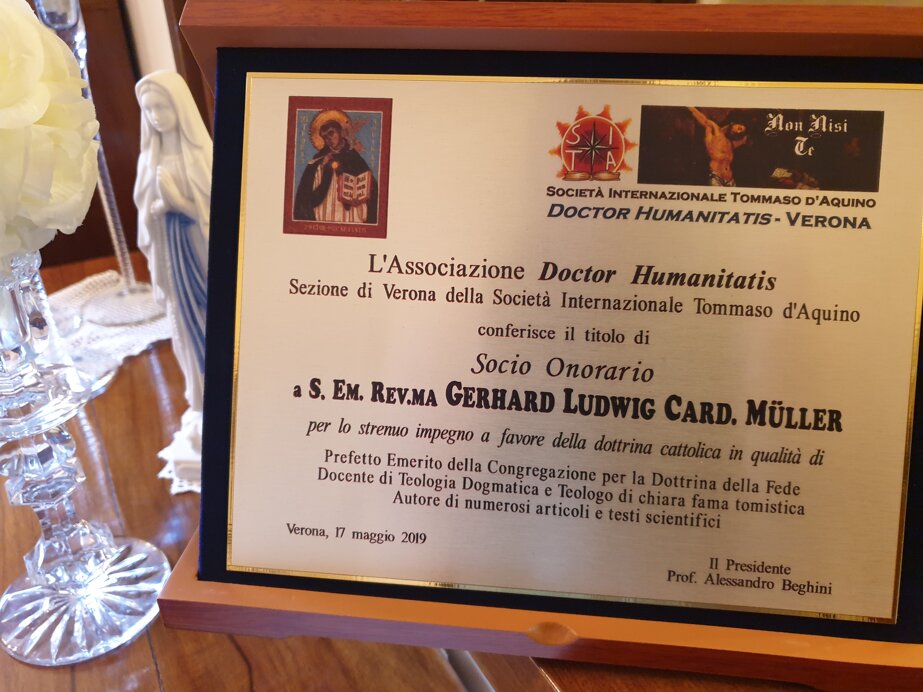 SITA
Non Nisi
Te
SOCIETÀ INTERNAZIONALE TOMMASO D'AQUINO
DOCTOR HUMANITATIS - VERONA
L'Associazione Doctor Humanitatis
Sezione di Verona della Società Internazionale Tommaso d'Aquino
conferisce il titolo di
Socio Onorario
a S. EM. REV.MA GERHARD LUDWIG CARD. MÜLLER
per lo strenuo impegno a favore della dottrina cattolica in qualità di
Prefetto Emerito della Congregazione per la Dottrina della Fede
Docente di Teologia Dogmatica e Teologo di chiara fama tomistica
Autore di numerosi articoli e testi scientifici
Verona, 17 maggio 2019
Il Presidente
Prof. Alessandro Beghini